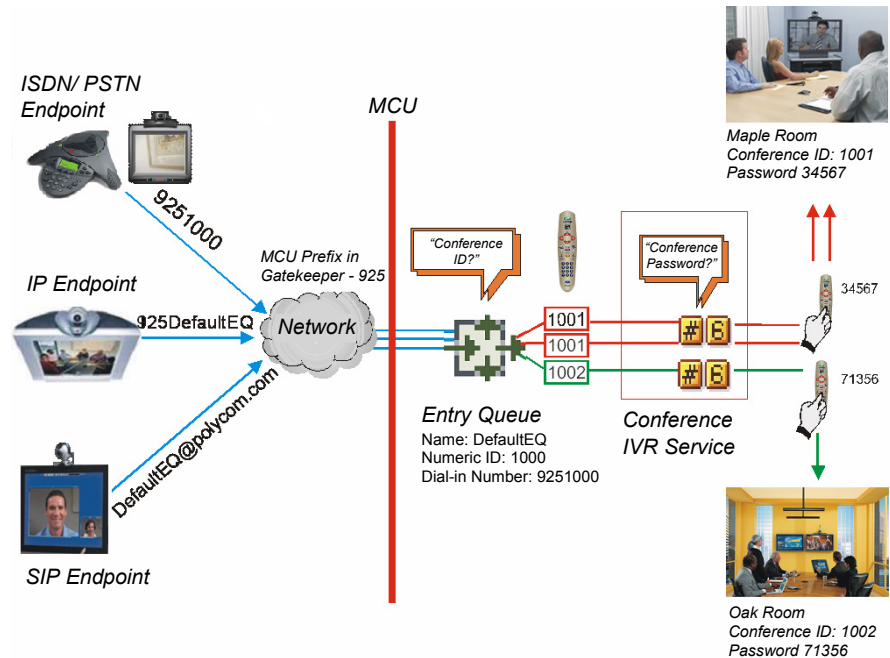 ISDN/ PSTN
Endpoint
9251000
IP Endpoint
925DefaultEQ
DefaultEQ@polycom.com
SIP Endpoint
MCU Prefix in
Gatekeeper - 925
Network
MCU
“Conference
ID?”
1001
1001
1002
Entry Queue
Name: DefaultEQ
Numeric ID: 1000
Dial-in Number: 9251000
“Conference
Password?”
# 6
# 6
Conference
IVR Service
Maple Room
Conference ID: 1001
Password 34567
34567
71356
Oak Room
Conference ID: 1002
Password 71356